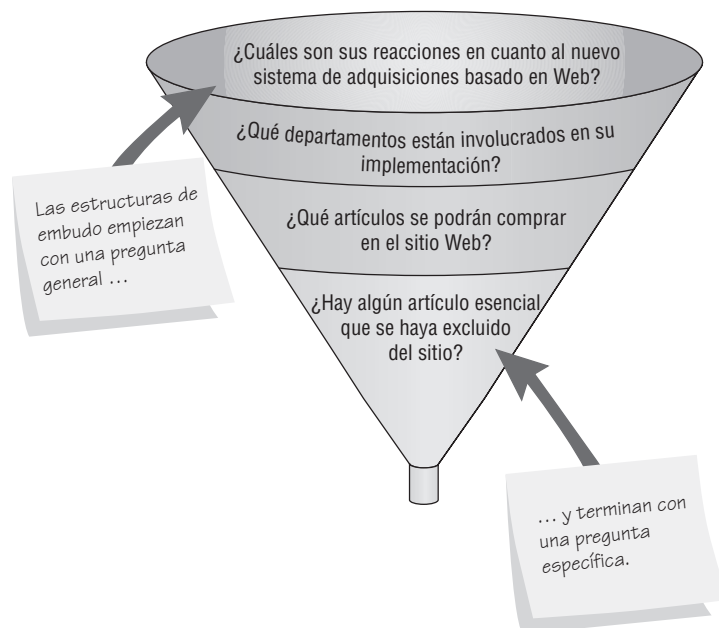 ¿Cuáles son sus reacciones en cuanto al nuevo
sistema de adquisiciones basado en Web?
¿Qué departamentos están involucrados en su
implementación?
Las estructuras de
embudo empiezan
con una pregunta
general ...
¿Qué artículos se podrán comprar
en el sitio Web?
¿Hay algún artículo esencial
que se haya excluido
del sitio?
... y terminan con
una pregunta
específica.